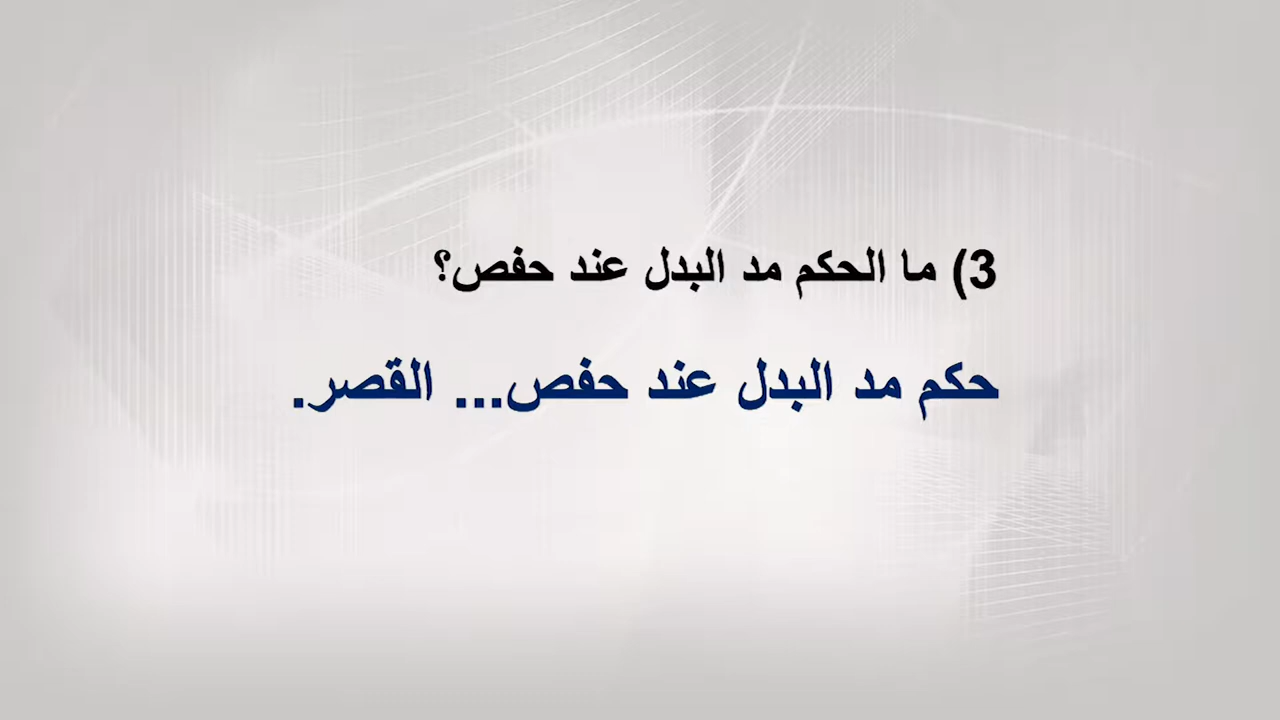 3) ما الحكم مد البدل عند حفص؟
حكم مد البدل عند حفص... القصر.